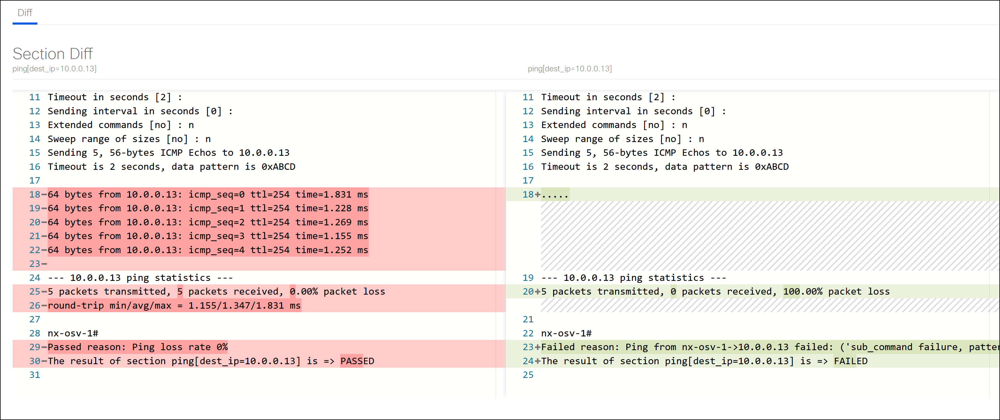 Diff
Section Diff
ping[dest_ip=10.0.0.13]
ping[dest_ip=10.0.0.13]
11 Timeout in seconds [2] :
12 Sending interval in seconds [0] :
13 Extended commands [no] : n
14 Sweep range of sizes [no] : n
15 Sending 5, 56-bytes ICMP Echos to 10.0.0.13
16 Timeout is 2 seconds, data pattern is 0xABCD
17
18-64 bytes from 10.0.0.13: icmp_seq=0 ttl=254 time=1.831 ms
19-64 bytes from 10.0.0.13: icmp_seq=1 ttl=254 time=1.228 ms
20-64 bytes from 10.0.0.13: icmp_seq=2 ttl=254 time=1.269 ms
21-64 bytes from 10.0.0.13: icmp_seq=3 ttl=254 time=1.155 ms
22-64 bytes from 10.0.0.13: icmp_seq=4 ttl=254 time=1.252 ms
23-
24 --- 10.0.0.13 ping statistics ---
25-5 packets transmitted, 5 packets received, 0.00% packet loss
26-round-trip min/avg/max = 1.155/1.347/1.831 ms
27
28 nx-osv-1#
29-Passed reason: Ping loss rate 0%
30-The result of section ping[dest_ip=10.0.0.13] is => PASSED
31
11 Timeout in seconds [2] :
12 Sending interval in seconds [0] :
13 Extended commands [no] : n
14 Sweep range of sizes [no] : n
15 Sending 5, 56-bytes ICMP Echos to 10.0.0.13
16 Timeout is 2 seconds, data pattern is 0xABCD
17
18+.....
19 --- 10.0.0.13 ping statistics ---
20+5 packets transmitted, 0 packets received, 100.00% packet loss
21
22 nx-osv-1#
23+Failed reason: Ping from nx-osv-1->10.0.0.13 failed: ('sub_command failure, patter
24+The result of section ping[dest_ip=10.0.0.13] is => FAILED
25